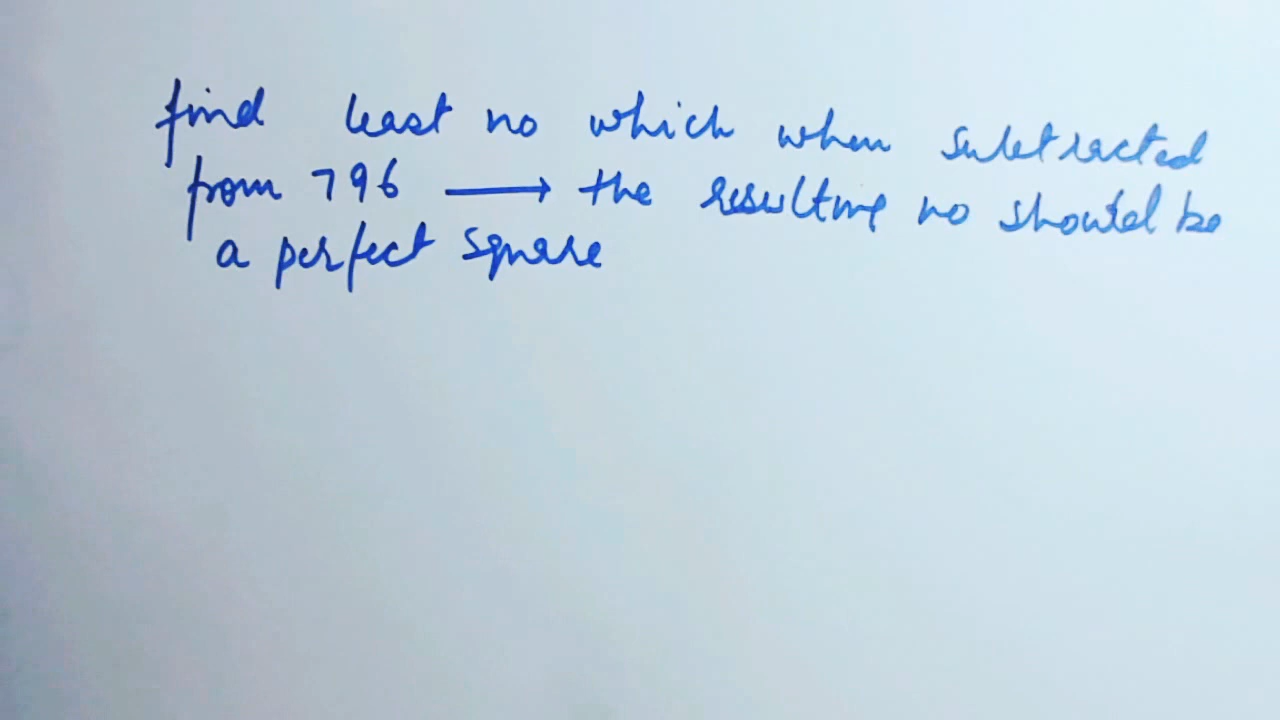 find least no which when subtracted
from 796 → the resulting no should be
a perfect square